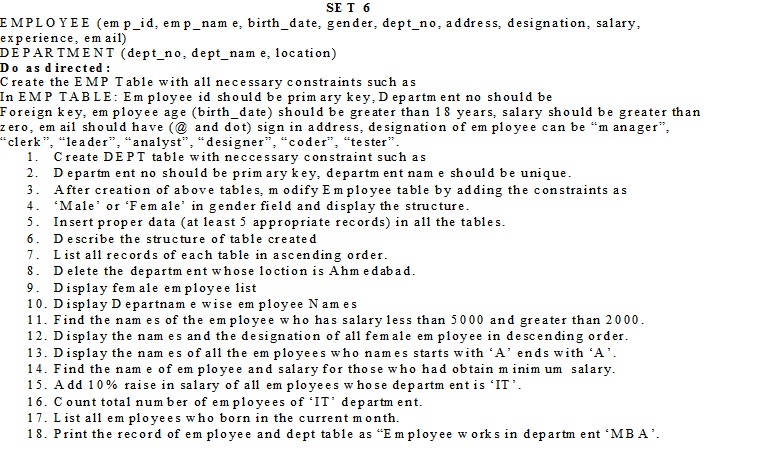 SET 6
EMPLOYEE (emp_id, emp_name, birth_date, gender, dept_no, address, designation, salary,
experience, email)
DEPARTMENT (dept_no, dept_name, location)
Do as directed:
Create the EMP Table with all necessary constraints such as
In EMP TABLE: Employee id should be primary key, Department no should be
Foreign key, employee age (birth_date) should be greater than 18 years, salary should be greater than
zero, email should have (@ and dot) sign in address, designation of employee can be “manager”,
“clerk”, “leader”, “analyst”, “designer”, “coder”, “tester”.
1. Create DEPT table with neccessary constraint such as
2. Department no should be primary key, department name should be unique.
3. After creation of above tables, modify Employee table by adding the constraints as
4. ‘Male’ or ‘Female’ in gender field and display the structure.
5. Insert proper data (at least 5 appropriate records) in all the tables.
6. Describe the structure of table created
7. List all records of each table in ascending order.
8. Delete the department whose loction is Ahmedabad.
9. Display female employee list
10. Display Departname wise employee Names
11. Find the names of the employee who has salary less than 5000 and greater than 2000.
12. Display the names and the designation of all female employee in descending order.
13. Display the names of all the employees who names starts with ‘A’ ends with ‘A’.
14. Find the name of employee and salary for those who had obtain minimum salary.
15. Add 10% raise in salary of all employees whose department is ‘IT’.
16. Count total number of employees of ‘IT’ department.
17. List all employees who born in the current month.
18. Print the record of employee and dept table as “Employee works in department ‘MBA’.